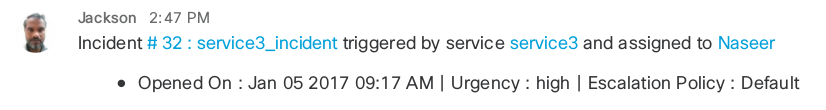 Jackson 2:47 PM
Incident # 32 : service3_incident triggered by service service3 and assigned to Naseer
• Opened On : Jan 05 2017 09:17 AM | Urgency : high | Escalation Policy : Default